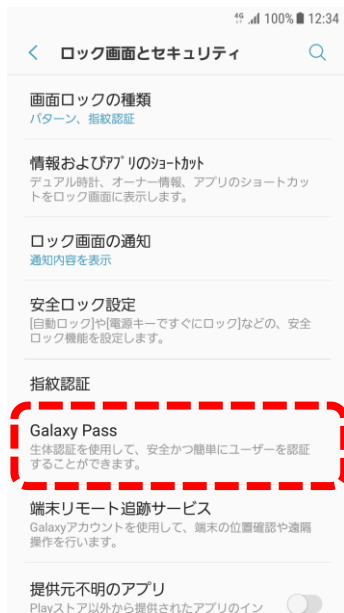 4G 100% 12:34
ロック画面とセキュリティ
画面ロックの種類
パターン、指紋認証
情報およびｱﾌﾟﾘのｼｮｰﾄｶｯﾄ
デュアル時計、オーナー情報、アプリのショートカッ
トをロック画面に表示します。
ロック画面の通知
通知内容を表示
安全ロック設定
[自動ロック]や[電源キーですぐにロック]などの、安全
ロック機能を設定します。
指紋認証
Galaxy Pass
生体認証を使用して、安全かつ簡単にユーザーを認証
することができます。
端末リモート追跡サービス
Galaxyアカウントを使用して、端末の位置確認や遠隔
操作を行います。
提供元不明のアプリ
Playストア以外から提供されたアプリのイン